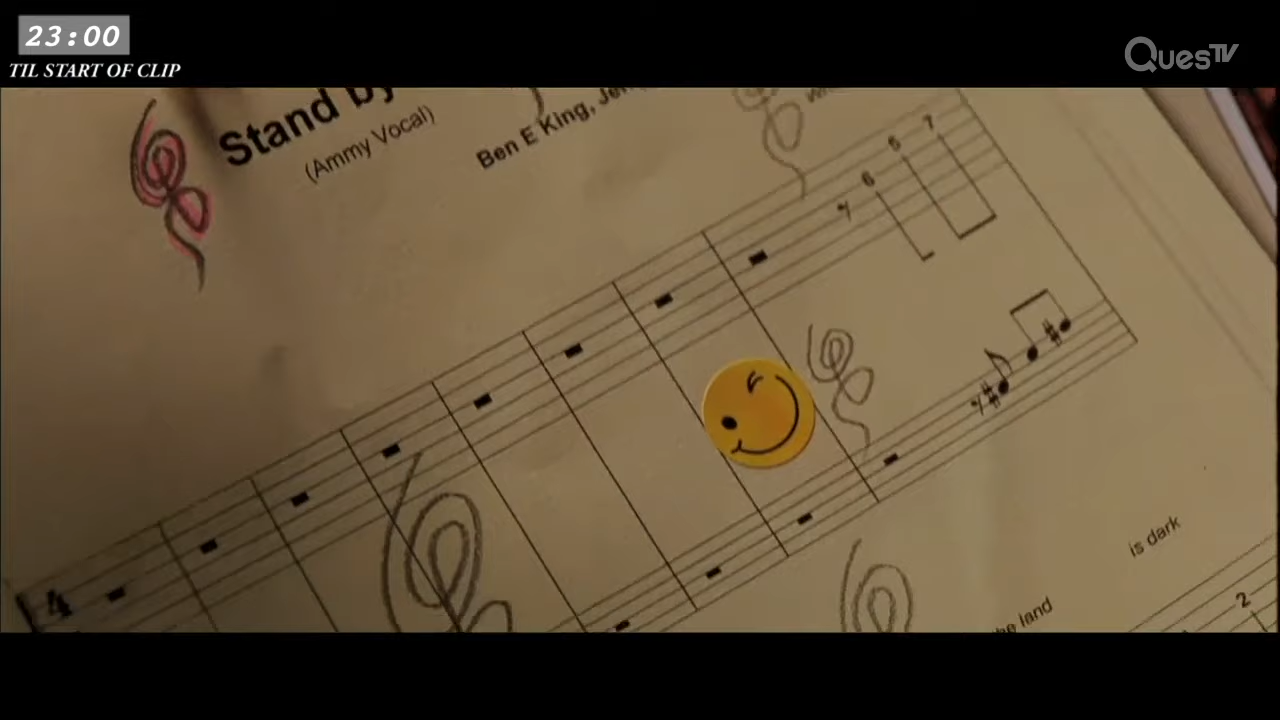 23:00
TIL START OF CLIP
QuesTV
Stand by
(Ammy Vocal)
Ben E King,
4
6
5
7
is dark
the land
2